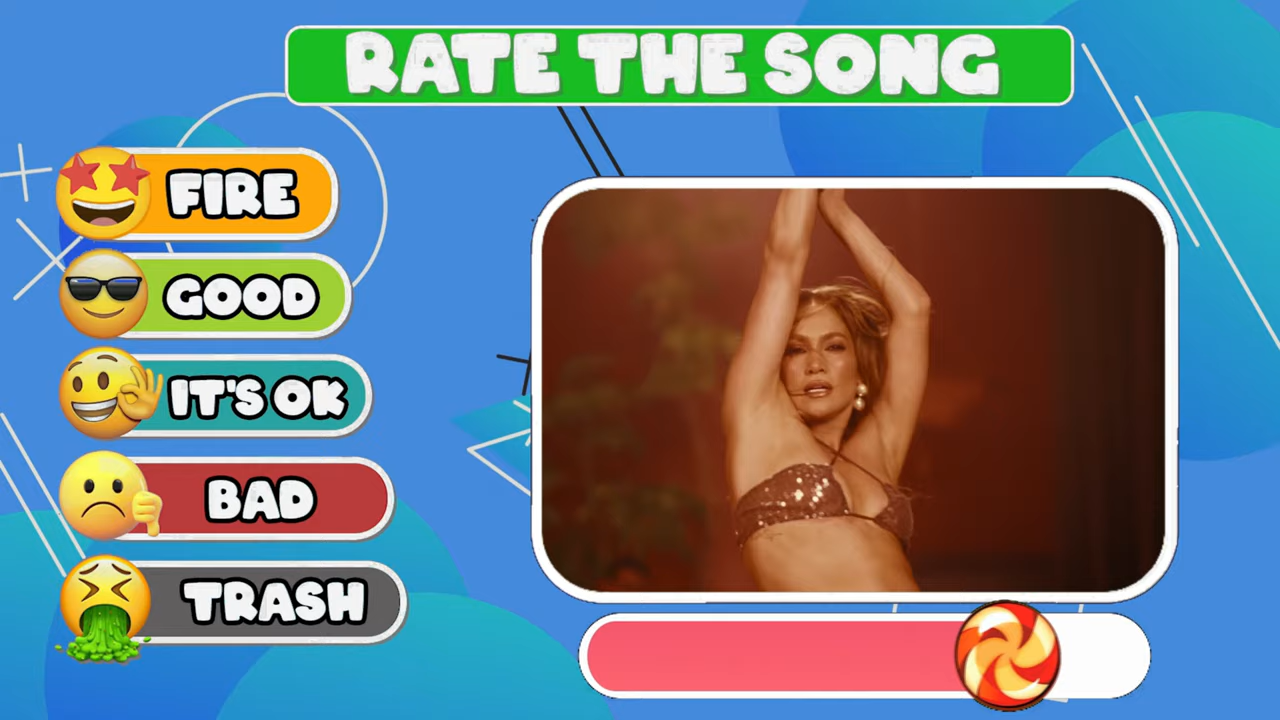 RATE THE SONG
FIRE
GOOD
IT'S OK
BAD
TRASH